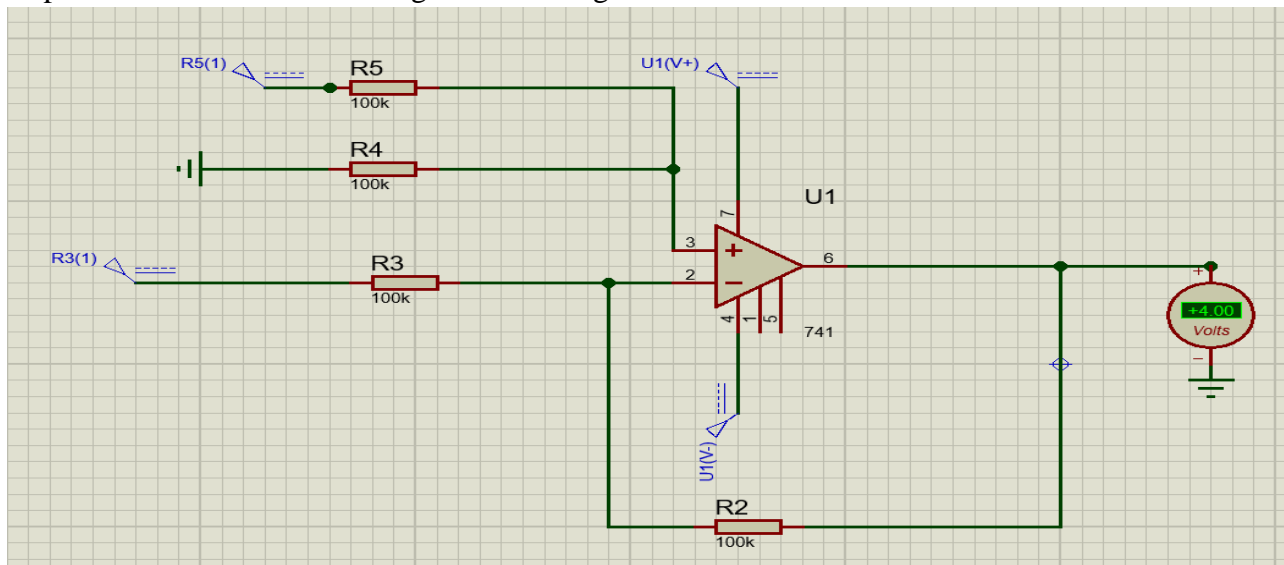 R5(1)
R5
100k
U1(V+)
R4
100k
U1
7
3
+
2
−
6
R3(1)
R3
100k
4
1
5
741
+
+4.00
Volts
−
U1(V-)
R2
100k